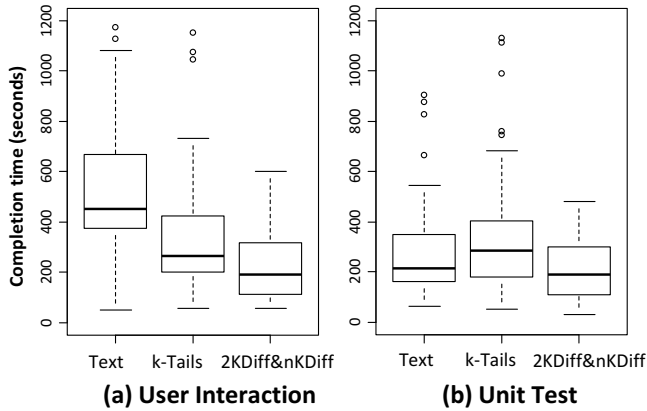 Completion time (seconds)
1200
1000
800
600
400
200
0
Text
k-Tails
2KDiff&nKDiff
(a) User Interaction
1200
1000
800
600
400
200
0
Text
k-Tails
2KDiff&nKDiff
(b) Unit Test